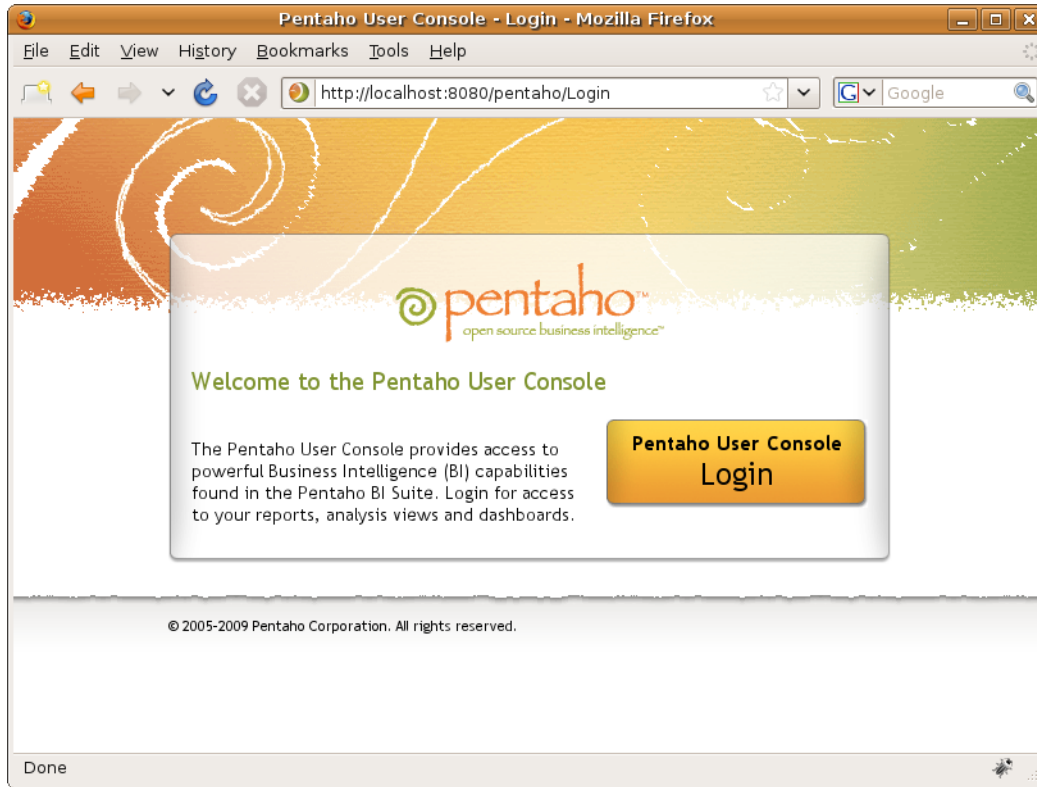 Pentaho User Console - Login - Mozilla Firefox
File Edit View History Bookmarks Tools Help
http://localhost:8080/pentaho/Login
G Google
pentaho™
open source business intelligence™
Welcome to the Pentaho User Console
The Pentaho User Console provides access to
powerful Business Intelligence (BI) capabilities
found in the Pentaho BI Suite. Login for access
to your reports, analysis views and dashboards.
Pentaho User Console
Login
© 2005-2009 Pentaho Corporation. All rights reserved.
Done